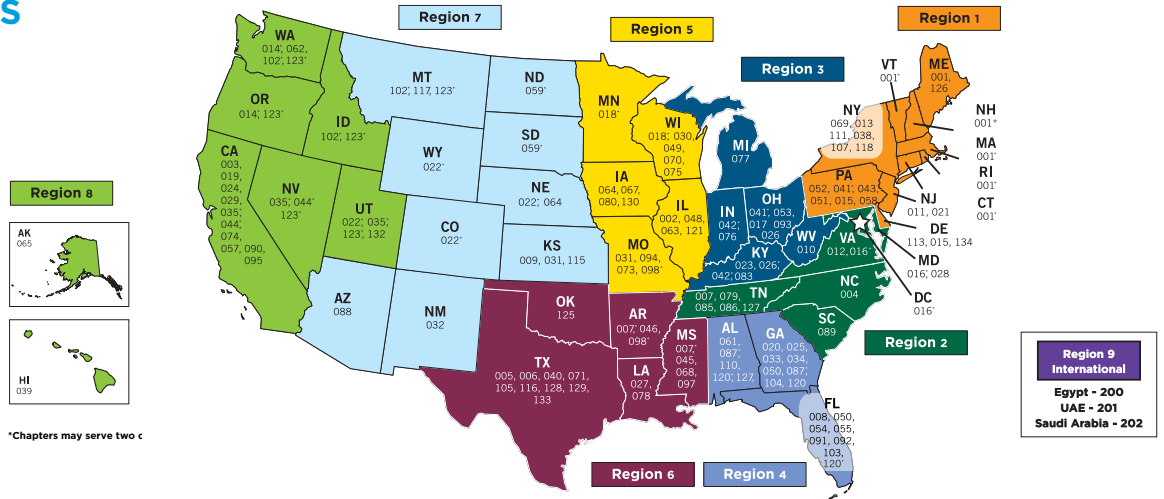 S
Region 7
Region 5
Region 1
Region 3
WA
014*, 062,
102*, 123*
OR
014*, 123*
ID
102*, 123*
MT
102*, 117, 123*
ND
059*
SD
059*
WY
022*
NE
022*, 064
CO
022*
KS
009, 031, 115
CA
003,
019,
024,
029,
035*,
044*,
074,
057, 090,
095
NV
035*, 044*
123*
UT
022*, 035*,
123*, 132
AZ
088
NM
032
MN
018*
WI
018*, 030,
049,
070,
075
IA
064, 067,
080, 130
IL
002, 048,
063, 121
MO
031, 094,
073, 098*
MI
077
IN
042*,
076
OH
041*, 053,
017, 093,
026
WV
010
KY
023, 026*,
042*, 083
VT
001*
ME
001,
126
NY
069, 013
111, 038,
107, 118
NH
001*
MA
001*
RI
001*
CT
001*
PA
052, 041*, 043,
051, 015, 058
NJ
011, 021
DE
113, 015, 134
MD
016*, 028
DC
016*
VA
012, 016*
NC
004
TN
007, 079,
085, 086, 127
SC
089
Region 2
OK
125
AR
007*, 046,
098*
TX
005, 006, 040, 071,
105, 116, 128, 129,
133
LA
027,
078
MS
007*,
045,
068,
097
AL
061,
087*,
110,
120*, 127,
GA
020, 025,
033, 034,
050, 087*,
104, 120
FL
008, 050,
054, 055,
091, 092,
103,
120*
Region 6
Region 4
Region 8
AK
065
HI
039
*Chapters may serve two
Region 9
International
Egypt - 200
UAE - 201
Saudi Arabia - 202